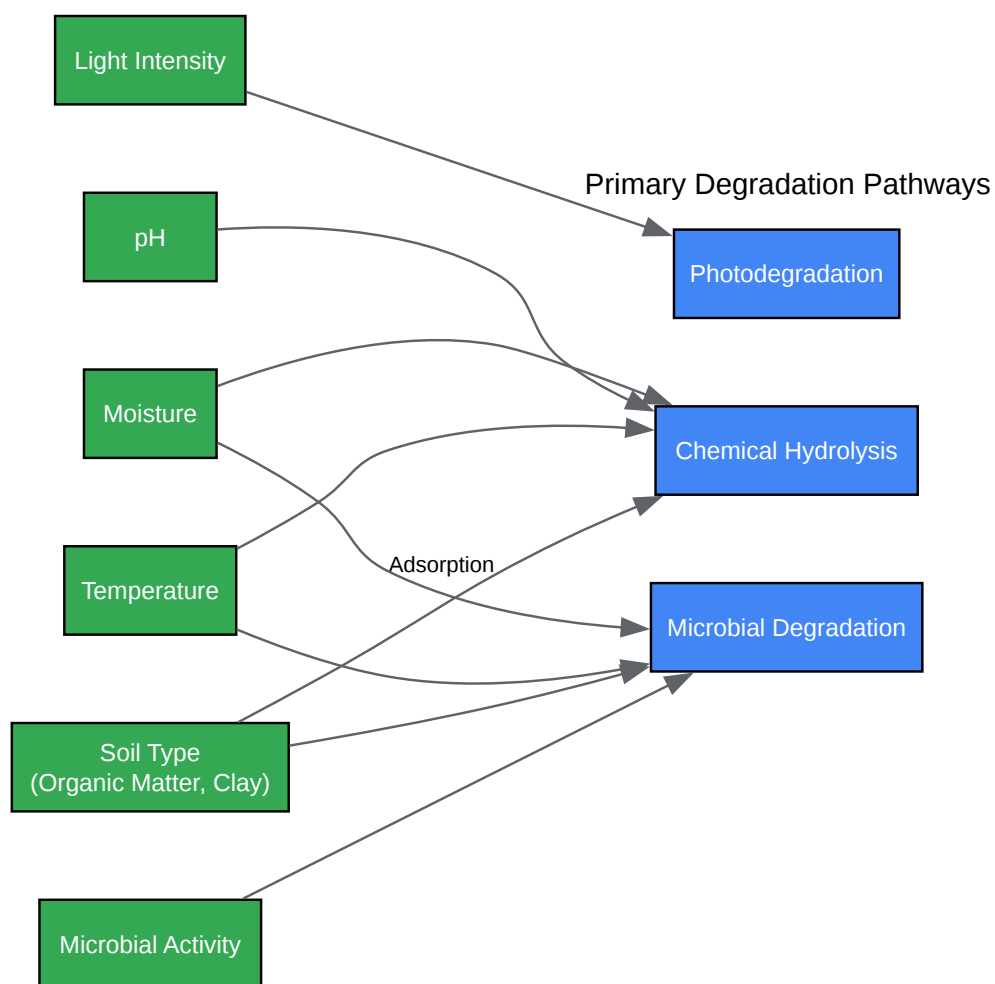 Light Intensity
Primary Degradation Pathways
pH
Photodegradation
Moisture
Chemical Hydrolysis
Adsorption
Temperature
Microbial Degradation
Soil Type
(Organic Matter, Clay)
Microbial Activity